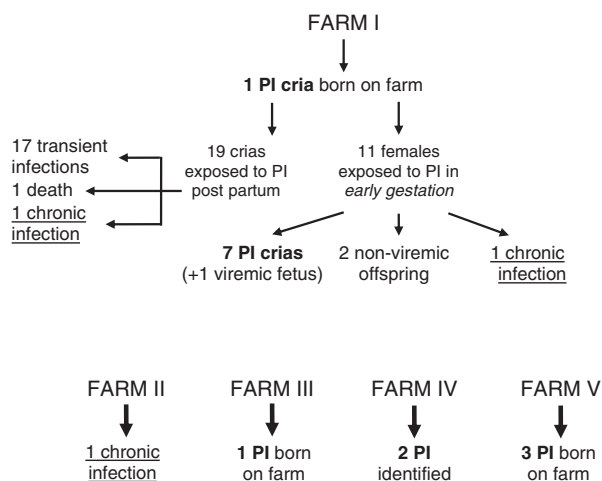 FARM I
1 PI cria born on farm
17 transient
infections
1 death
1 chronic
infection
19 crias
exposed to PI
post partum
11 females
exposed to PI in
early gestation
7 PI crias
(+1 viremic fetus)
2 non-viremic
offspring
1 chronic
infection
FARM II
1 chronic
infection
FARM III
1 PI born
on farm
FARM IV
2 PI
identified
FARM V
3 PI born
on farm